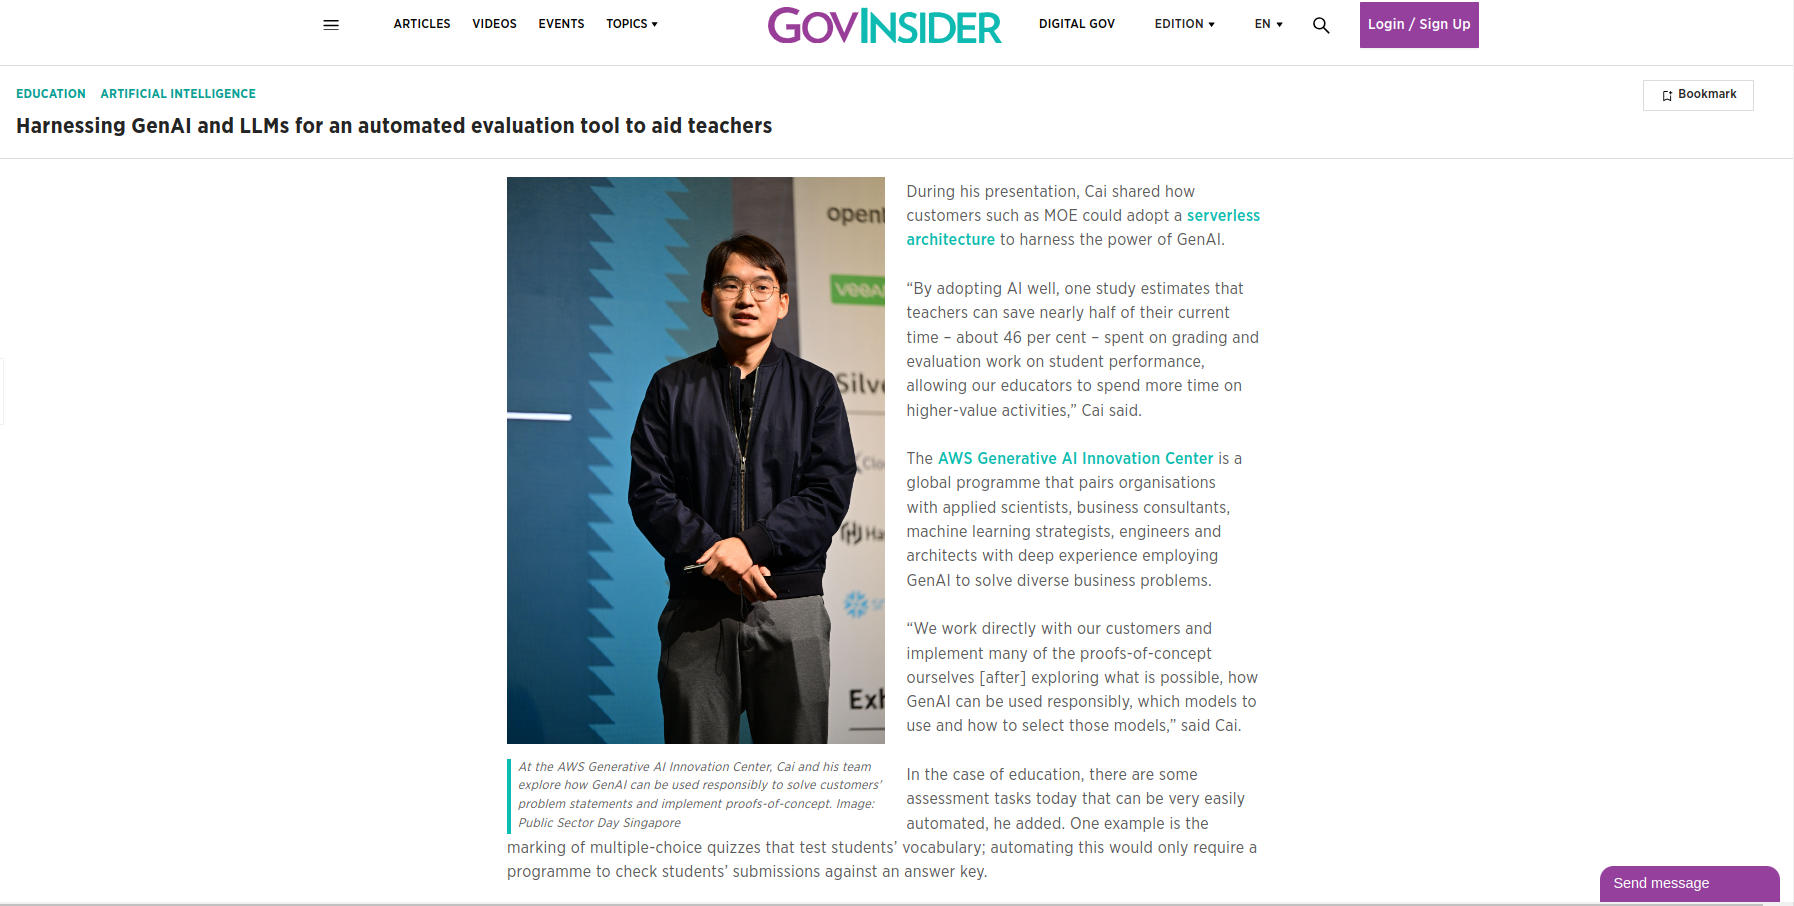 ARTICLES VIDEOS EVENTS TOPICS GOVINSIDER DIGITAL GOV EDITION EN Login / Sign Up
EDUCATION ARTIFICIAL INTELLIGENCE
Bookmark
Harnessing GenAI and LLMs for an automated evaluation tool to aid teachers
During his presentation, Cai shared how
customers such as MOE could adopt a serverless
architecture to harness the power of GenAI.
“By adopting AI well, one study estimates that
teachers can save nearly half of their current
time – about 46 per cent – spent on grading and
evaluation work on student performance,
allowing our educators to spend more time on
higher-value activities,” Cai said.
The AWS Generative AI Innovation Center is a
global programme that pairs organisations
with applied scientists, business consultants,
machine learning strategists, engineers and
architects with deep experience employing
GenAI to solve diverse business problems.
“We work directly with our customers and
implement many of the proofs-of-concept
ourselves [after] exploring what is possible, how
GenAI can be used responsibly, which models to
use and how to select those models,” said Cai.
At the AWS Generative AI Innovation Center, Cai and his team
explore how GenAI can be used responsibly to solve customers’
problem statements and implement proofs-of-concept. Image:
Public Sector Day Singapore
In the case of education, there are some
assessment tasks today that can be very easily
automated, he added. One example is the
marking of multiple-choice quizzes that test students’ vocabulary; automating this would only require a
programme to check students’ submissions against an answer key.
Send message